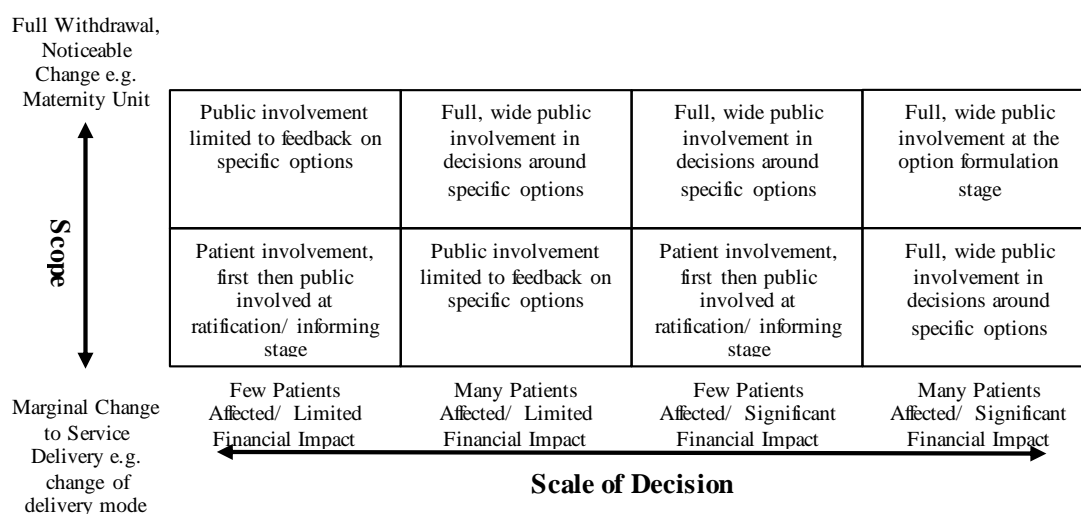 Full Withdrawal,
Noticeable
Change e.g.
Maternity Unit
Public involvement
limited to feedback on
specific options
Full, wide public
involvement in
decisions around
specific options
Full, wide public
involvement in
decisions around
specific options
Full, wide public
involvement at the
option formulation
stage
Scope
Patient involvement,
first then public
involved at
ratification/ informing
stage
Public involvement
limited to feedback on
specific options
Patient involvement,
first then public
involved at
ratification/ informing
stage
Full, wide public
involvement in
decisions around
specific options
Marginal Change
to Service
Delivery e.g.
change of
delivery mode
Few Patients
Affected/ Limited
Financial Impact
Many Patients
Affected/ Limited
Financial Impact
Few Patients
Affected/ Significant
Financial Impact
Many Patients
Affected/ Significant
Financial Impact
Scale of Decision